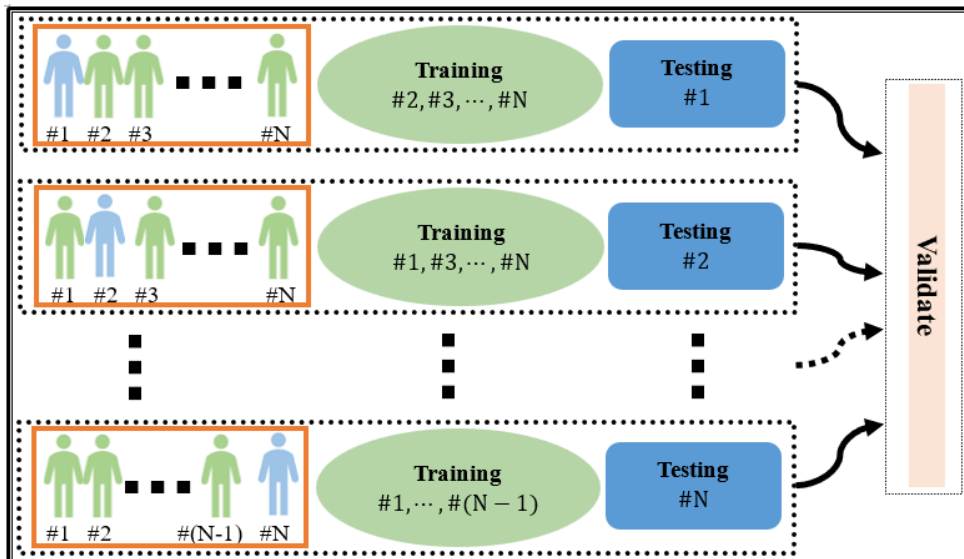 #1 #2 #3 #N
Training
#2, #3, ⋯, #N
Testing
#1
#1 #2 #3 #N
Training
#1, #3, ⋯, #N
Testing
#2
Validate
#1 #2 #(N-1) #N
Training
#1, ⋯, #(N − 1)
Testing
#N